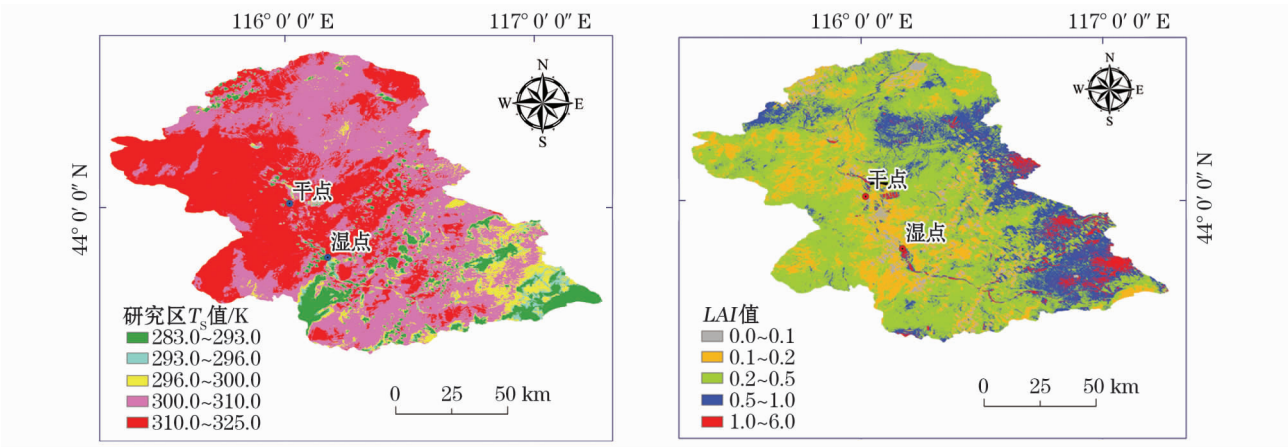 116° 0′ 0″ E
117° 0′ 0″ E
N
W
E
S
44° 0′ 0″ N
干点
湿点
研究区TS值/K
283.0~293.0
293.0~296.0
296.0~300.0
300.0~310.0
310.0~325.0
0 25 50 km
116° 0′ 0″ E
117° 0′ 0″ E
N
W
E
S
44° 0′ 0″ N
干点
湿点
LAI值
0.0~0.1
0.1~0.2
0.2~0.5
0.5~1.0
1.0~6.0
0 25 50 km